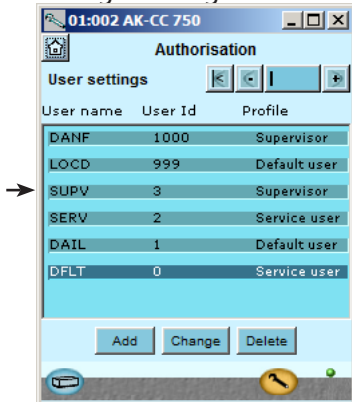 01:002 AK-CC 750
Authorisation
User settings
User name User Id Profile
DANF 1000 Supervisor
LOCD 999 Default user
SUPV 3 Supervisor
SERV 2 Service user
DAIL 1 Default user
DFLT 0 Service user
Add Change Delete